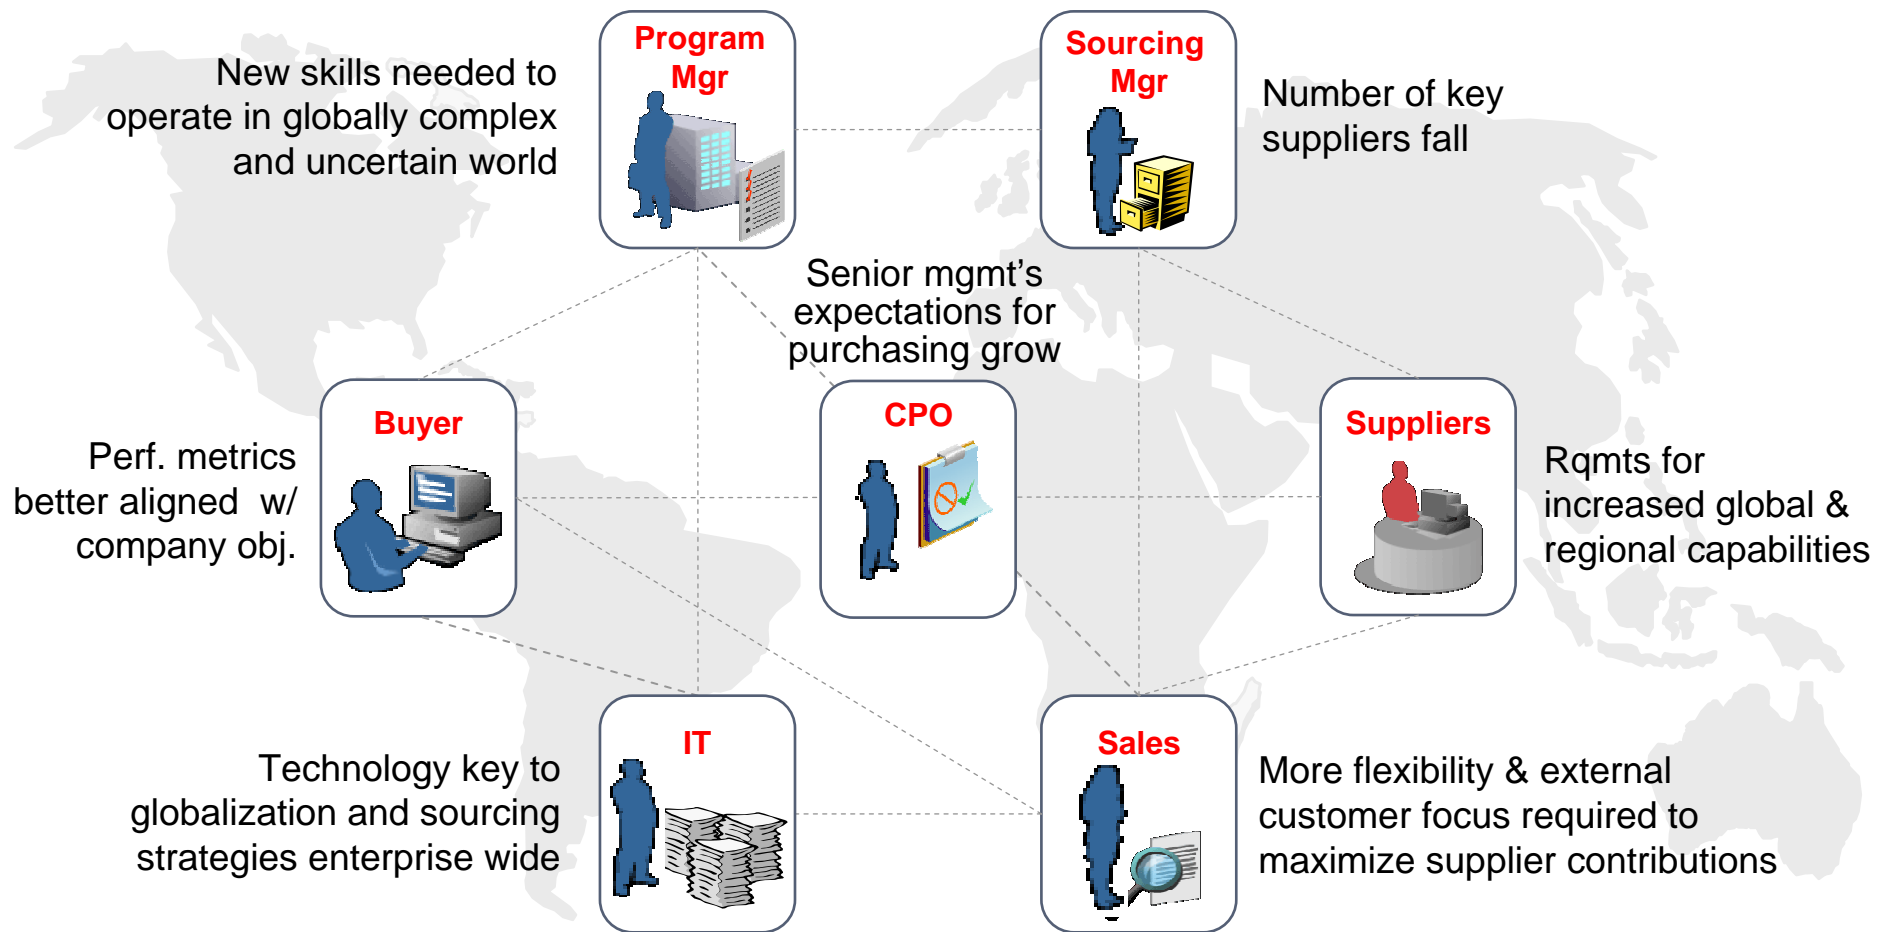 Program
Mgr
New skills needed to
operate in globally complex
and uncertain world
Sourcing
Mgr
Number of key
suppliers fall
Senior mgmt's
expectations for
purchasing grow
Buyer
Perf. metrics
better aligned  w/
company obj.
CPO
Suppliers
Rqmts for
increased global &
regional capabilities
IT
Technology key to
globalization and sourcing
strategies enterprise wide
Sales
More flexibility & external
customer focus required to
maximize supplier contributions